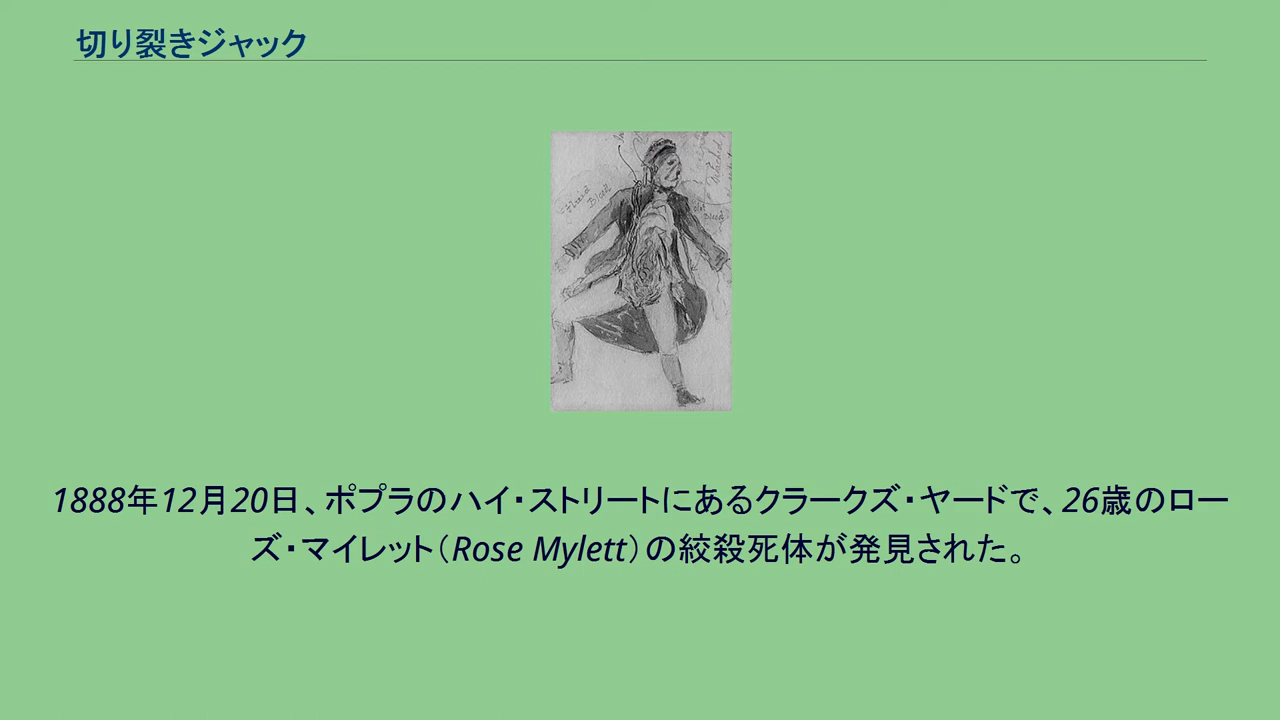 切り裂きジャック
1888年12月20日、ポプラのハイ・ストリートにあるクラークズ・ヤードで、26歳のロー
ズ・マイレット（Rose Mylett）の絞殺死体が発見された。